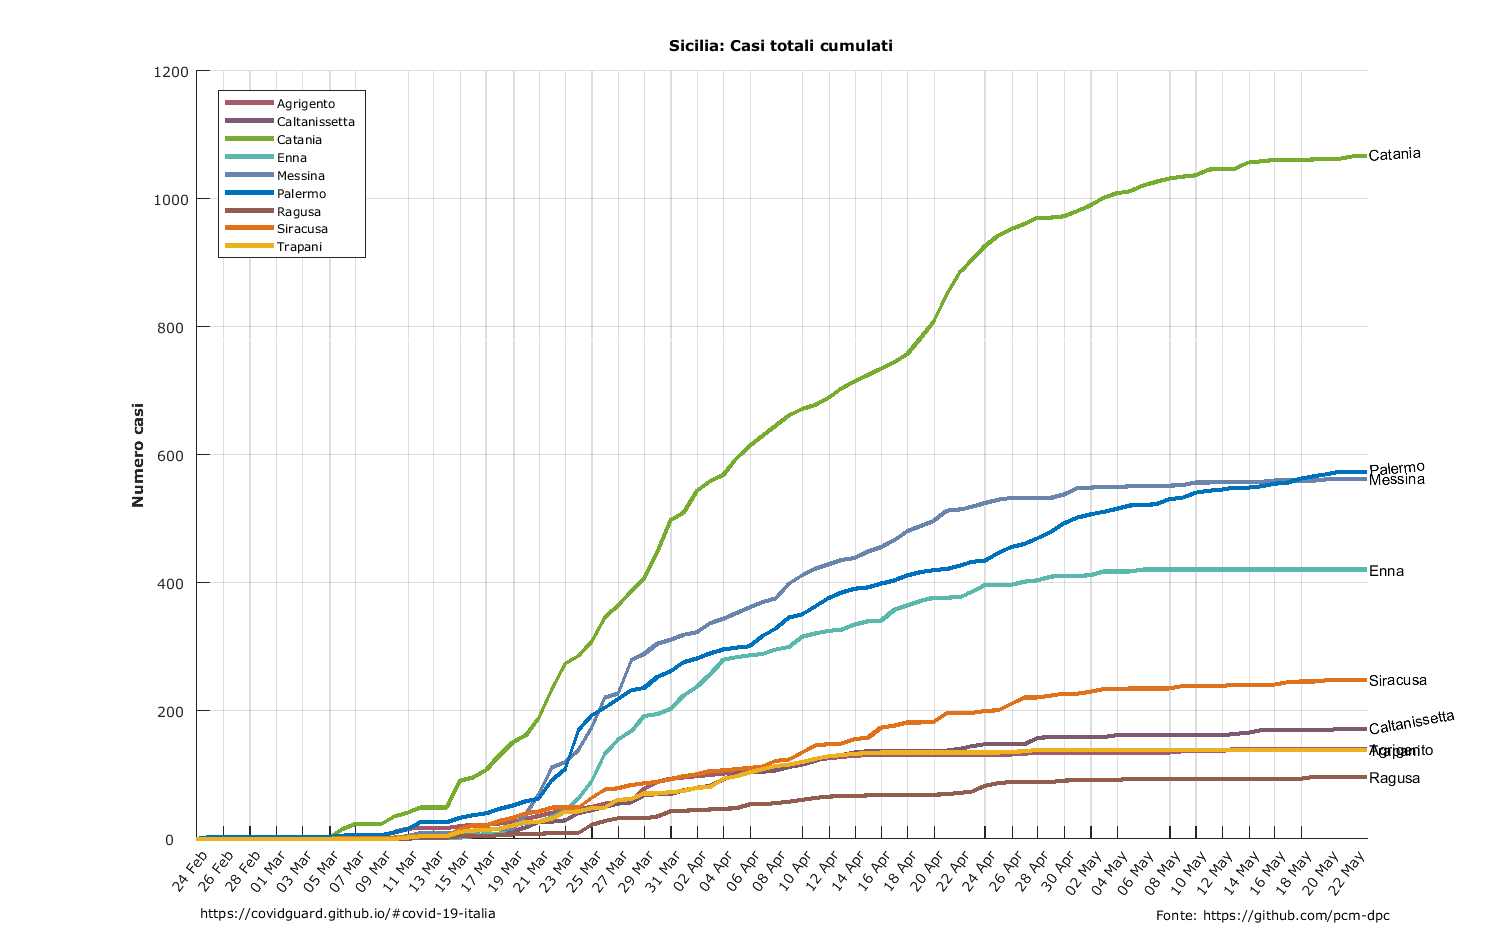 Sicilia: Casi totali cumulati
1200
1000
800
600
400
200
0
Numero casi
Agrigento
Caltanissetta
Catania
Enna
Messina
Palermo
Ragusa
Siracusa
Trapani
Catania
Palermo
Messina
Enna
Siracusa
Caltanissetta
Agrigento
Trapani
Ragusa
24 Feb
26 Feb
28 Feb
01 Mar
03 Mar
05 Mar
07 Mar
09 Mar
11 Mar
13 Mar
15 Mar
17 Mar
19 Mar
21 Mar
23 Mar
25 Mar
27 Mar
29 Mar
31 Mar
02 Apr
04 Apr
06 Apr
08 Apr
10 Apr
12 Apr
14 Apr
16 Apr
18 Apr
20 Apr
22 Apr
24 Apr
26 Apr
28 Apr
30 Apr
02 May
04 May
06 May
08 May
10 May
12 May
14 May
16 May
18 May
20 May
22 May
https://covidguard.github.io/#covid-19-italia
Fonte: https://github.com/pcm-dpc